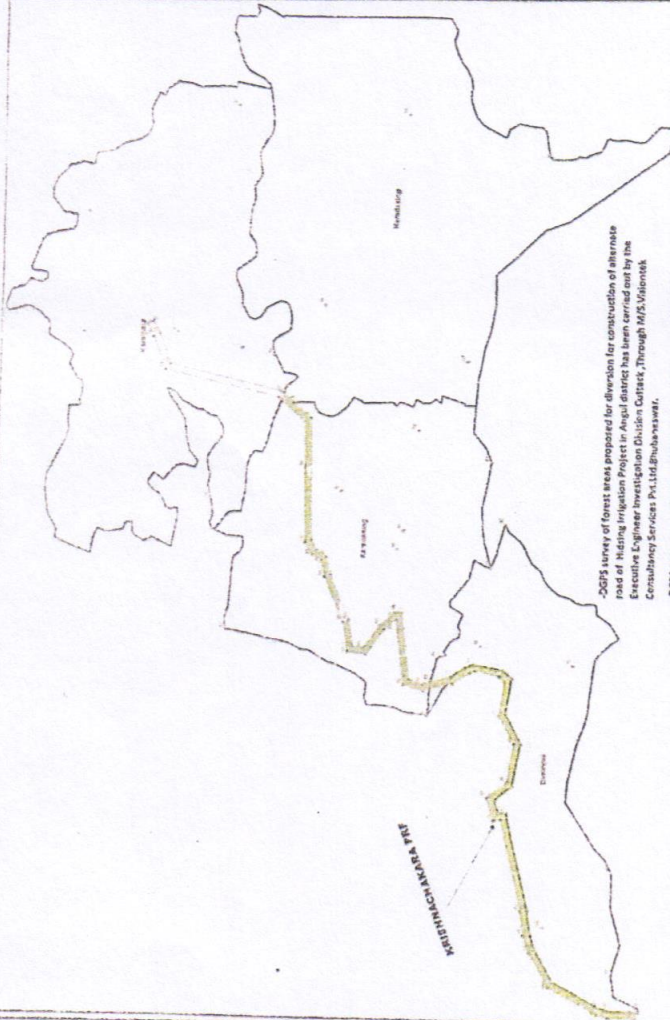 Handising
KRISHNACHAKARA PRF
-DGPS survey of forest areas proposed for diversion for construction of alternate
road of Hidsing Irrigation Project in Angul district has been carried out by the
Executive Engineer Investigation Division Cuttack,Through M/S.Visiontek
Consultancy Services Pvt.Ltd.Bhubaneswar.